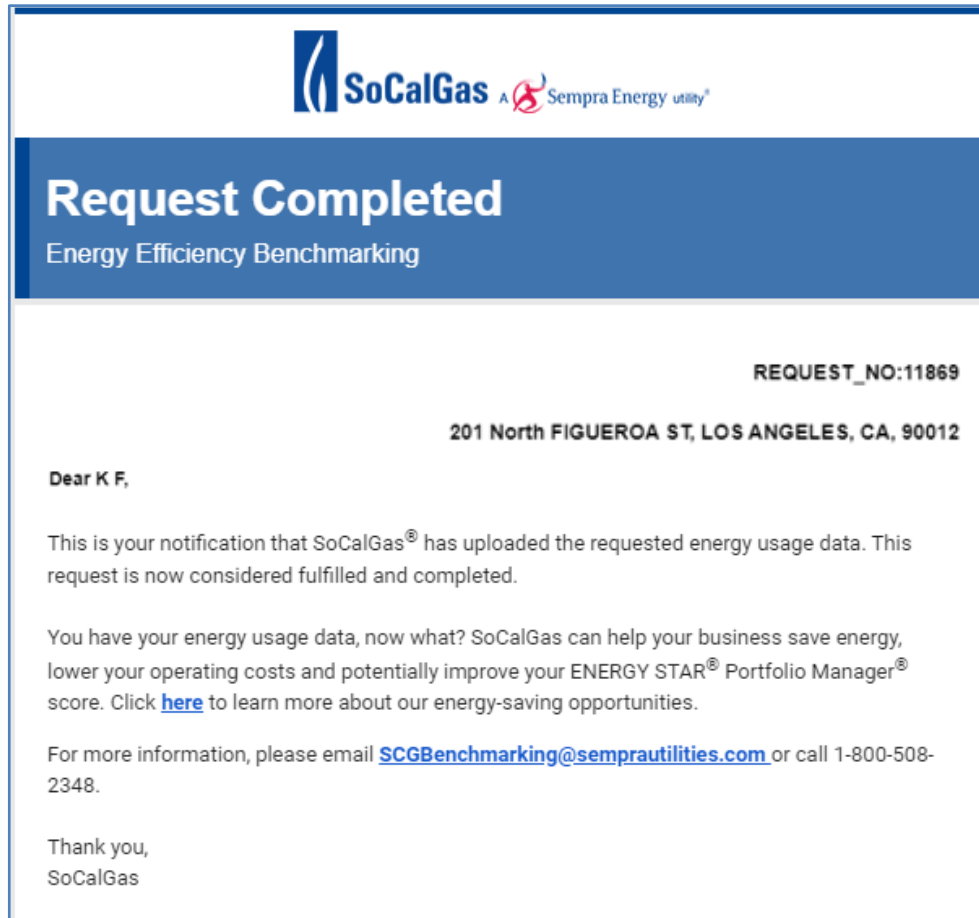 SoCalGas A Sempra Energy utility®
Request Completed
Energy Efficiency Benchmarking
REQUEST_NO:11869
201 North FIGUEROA ST, LOS ANGELES, CA, 90012
Dear K F,
This is your notification that SoCalGas® has uploaded the requested energy usage data. This
request is now considered fulfilled and completed.
You have your energy usage data, now what? SoCalGas can help your business save energy,
lower your operating costs and potentially improve your ENERGY STAR® Portfolio Manager®
score. Click here to learn more about our energy-saving opportunities.
For more information, please email SCGBenchmarking@semprautilities.com or call 1-800-508-
2348.
Thank you,
SoCalGas